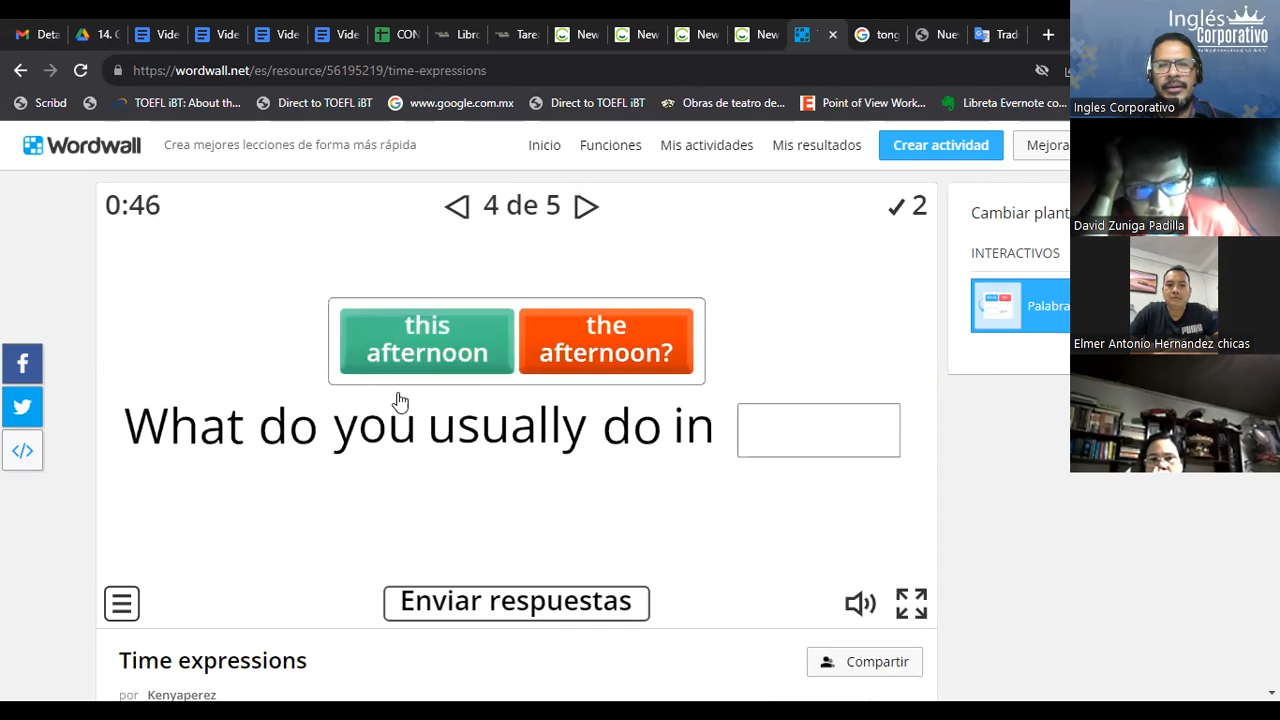 Deta
14. C
Vide
Vide
Vide
Vide
CON
Libro
Tare
New
New
New
New
T
tong
Nue
Trad
https://wordwall.net/es/resource/56195219/time-expressions
Scribd
TOEFL iBT: About th...
Direct to TOEFL iBT
www.google.com.mx
Direct to TOEFL iBT
Obras de teatro de...
Point of View Work...
Libreta Evernote co...
Wordwall
Crea mejores lecciones de forma más rápida
Inicio
Funciones
Mis actividades
Mis resultados
Crear actividad
Mejora
0:46
4 de 5
2
this
afternoon
the
afternoon?
What do you usually do in
Enviar respuestas
Time expressions
Compartir
por Kenyaperez
Cambiar plant
INTERACTIVOS
Palabra
Inglés
Corporativo
Ingles Corporativo
David Zuniga Padilla
Elmer Antonio Hernandez chicas
PUMA